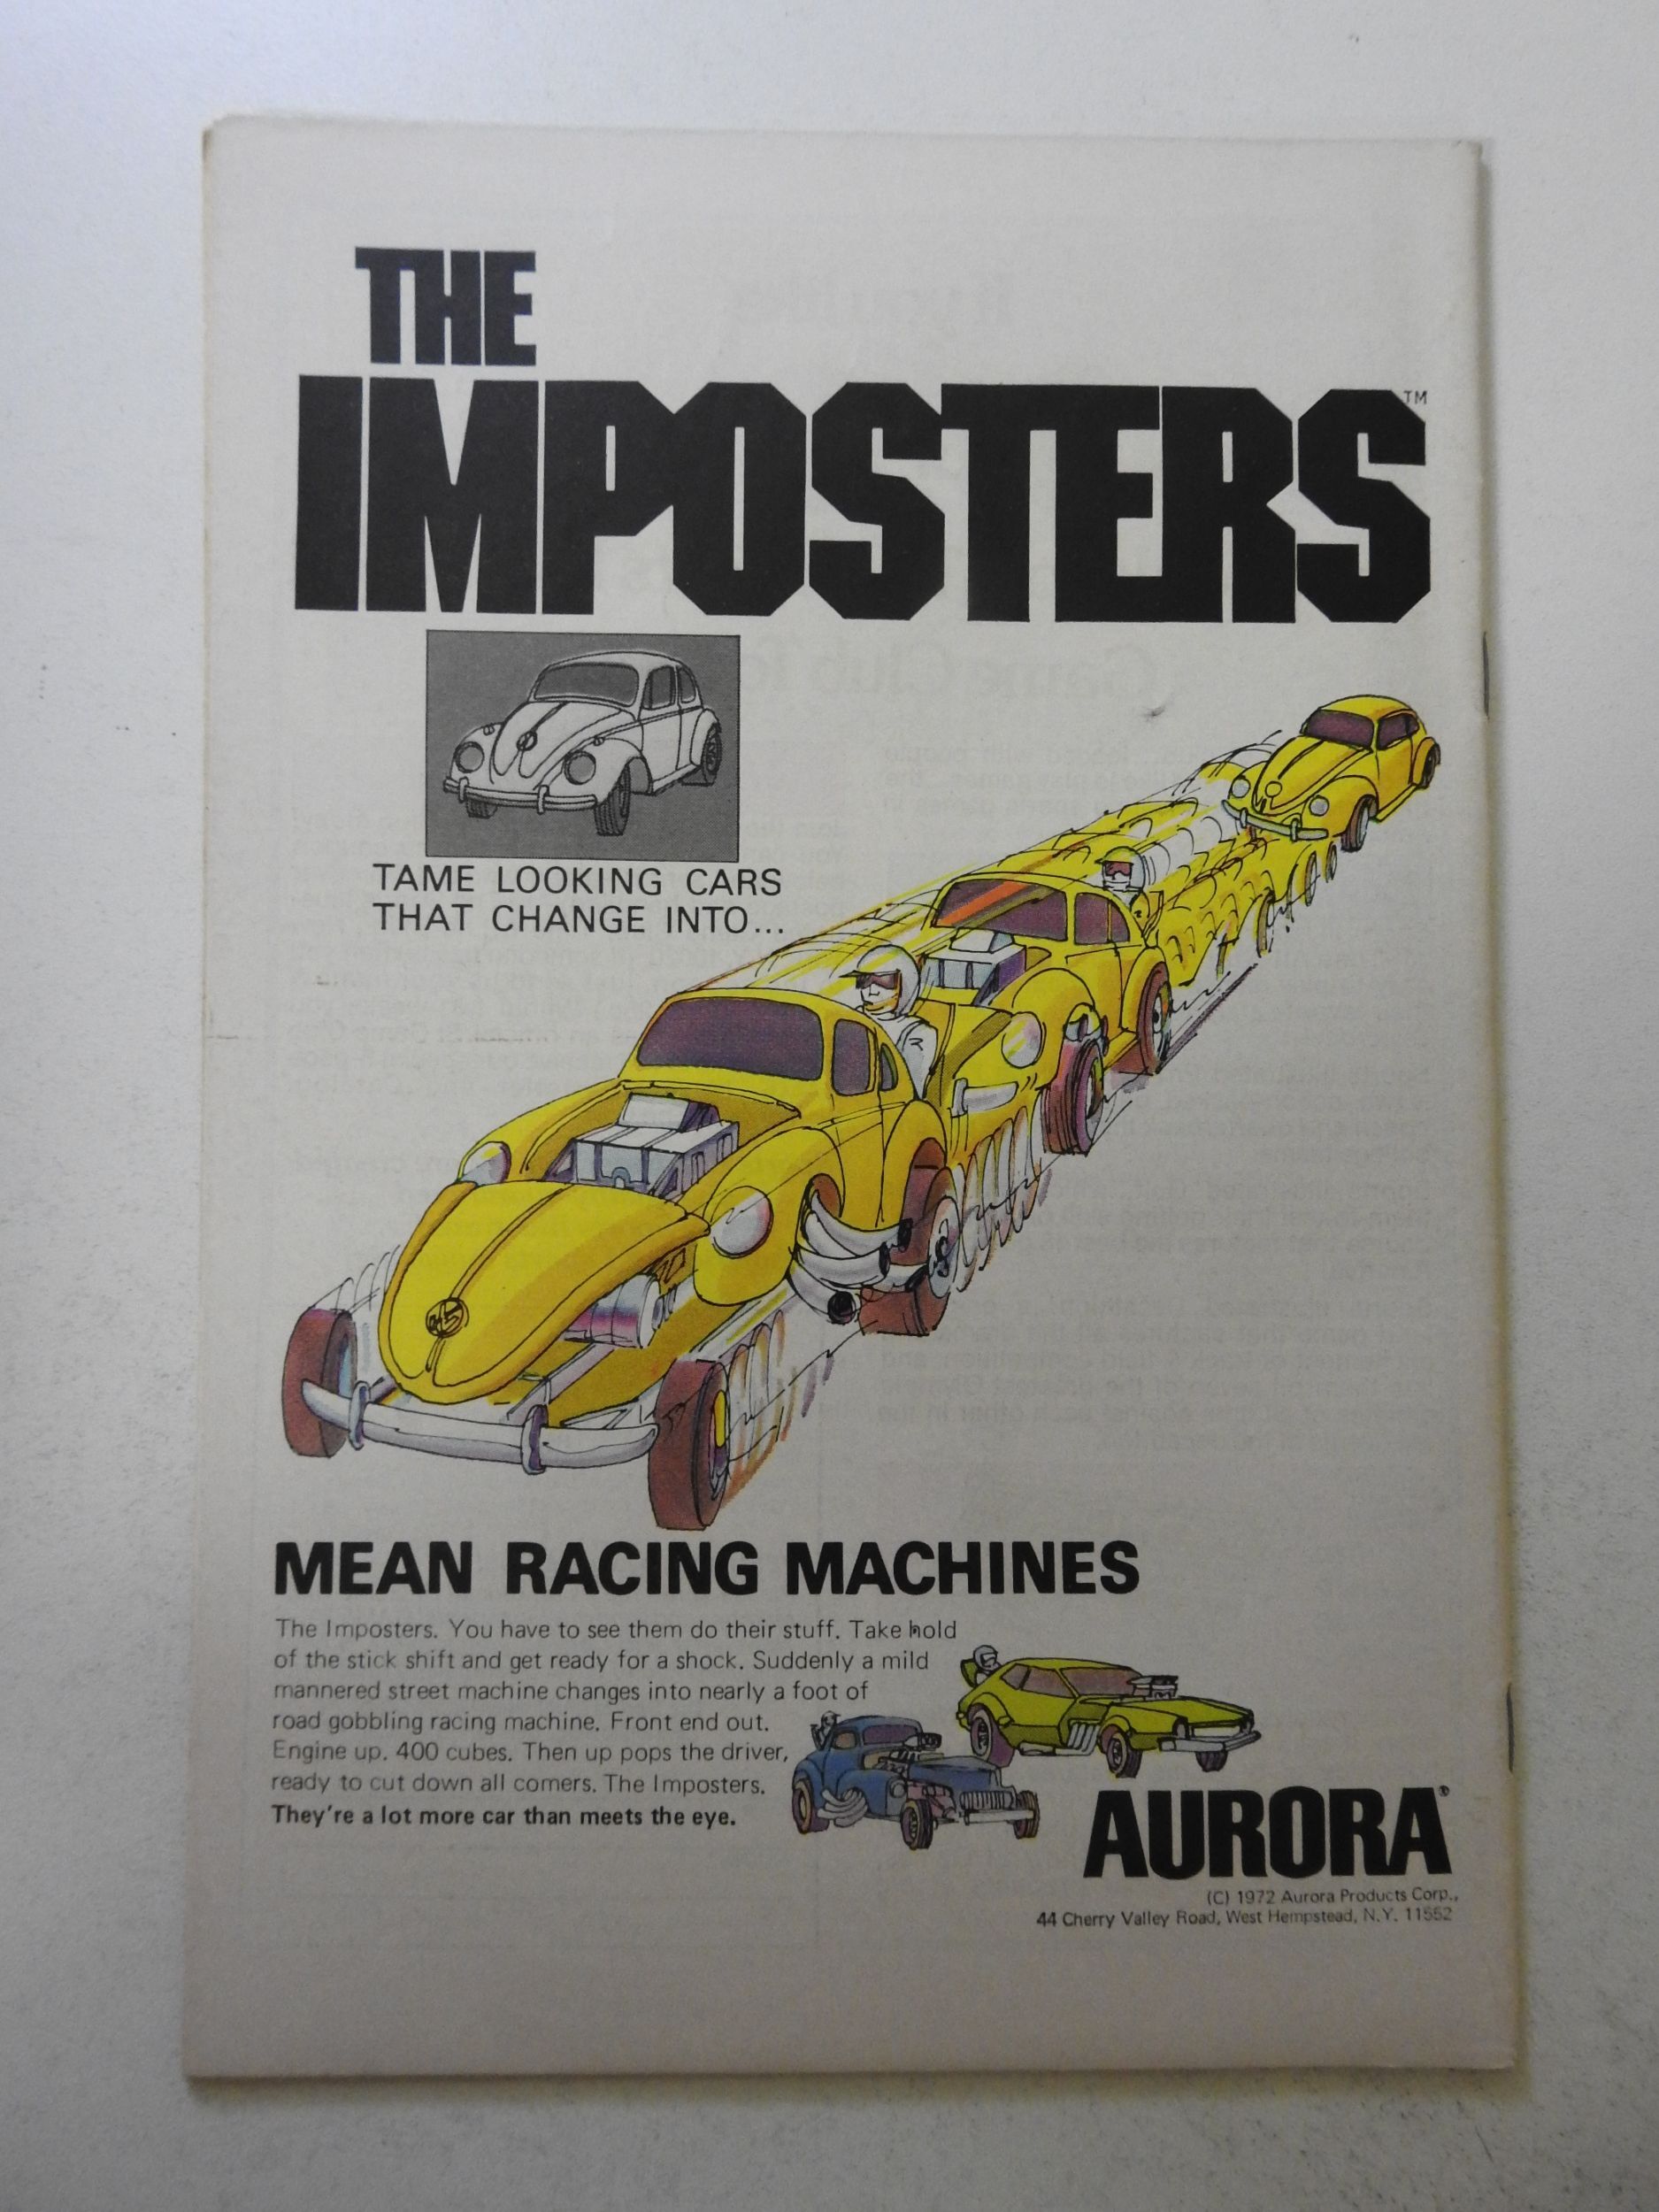 THE
IMPOSTERS™
TAME LOOKING CARS
THAT CHANGE INTO...
MEAN RACING MACHINES
The Imposters. You have to see them do their stuff. Take hold
of the stick shift and get ready for a shock. Suddenly a mild
mannered street machine changes into nearly a foot of
road gobbling racing machine. Front end out.
Engine up. 400 cubes. Then up pops the driver,
ready to cut down all comers. The Imposters.
They're a lot more car than meets the eye.
AURORA®
(C) 1972 Aurora Products Corp.,
44 Cherry Valley Road, West Hempstead, N.Y. 11552